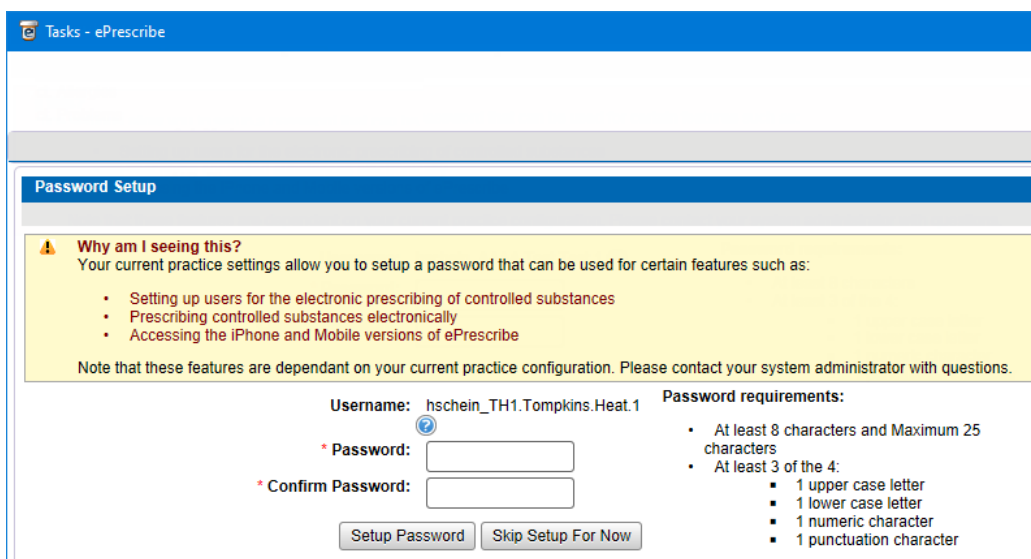 Tasks - ePrescribe
Password Setup
Why am I seeing this?
Your current practice settings allow you to setup a password that can be used for certain features such as:
• Setting up users for the electronic prescribing of controlled substances
• Prescribing controlled substances electronically
• Accessing the iPhone and Mobile versions of ePrescribe
Note that these features are dependant on your current practice configuration. Please contact your system administrator with questions.
Username: hschein_TH1.Tompkins.Heat.1
?
* Password:
* Confirm Password:
Setup Password Skip Setup For Now
Password requirements:
• At least 8 characters and Maximum 25
characters
• At least 3 of the 4:
▪ 1 upper case letter
▪ 1 lower case letter
▪ 1 numeric character
▪ 1 punctuation character